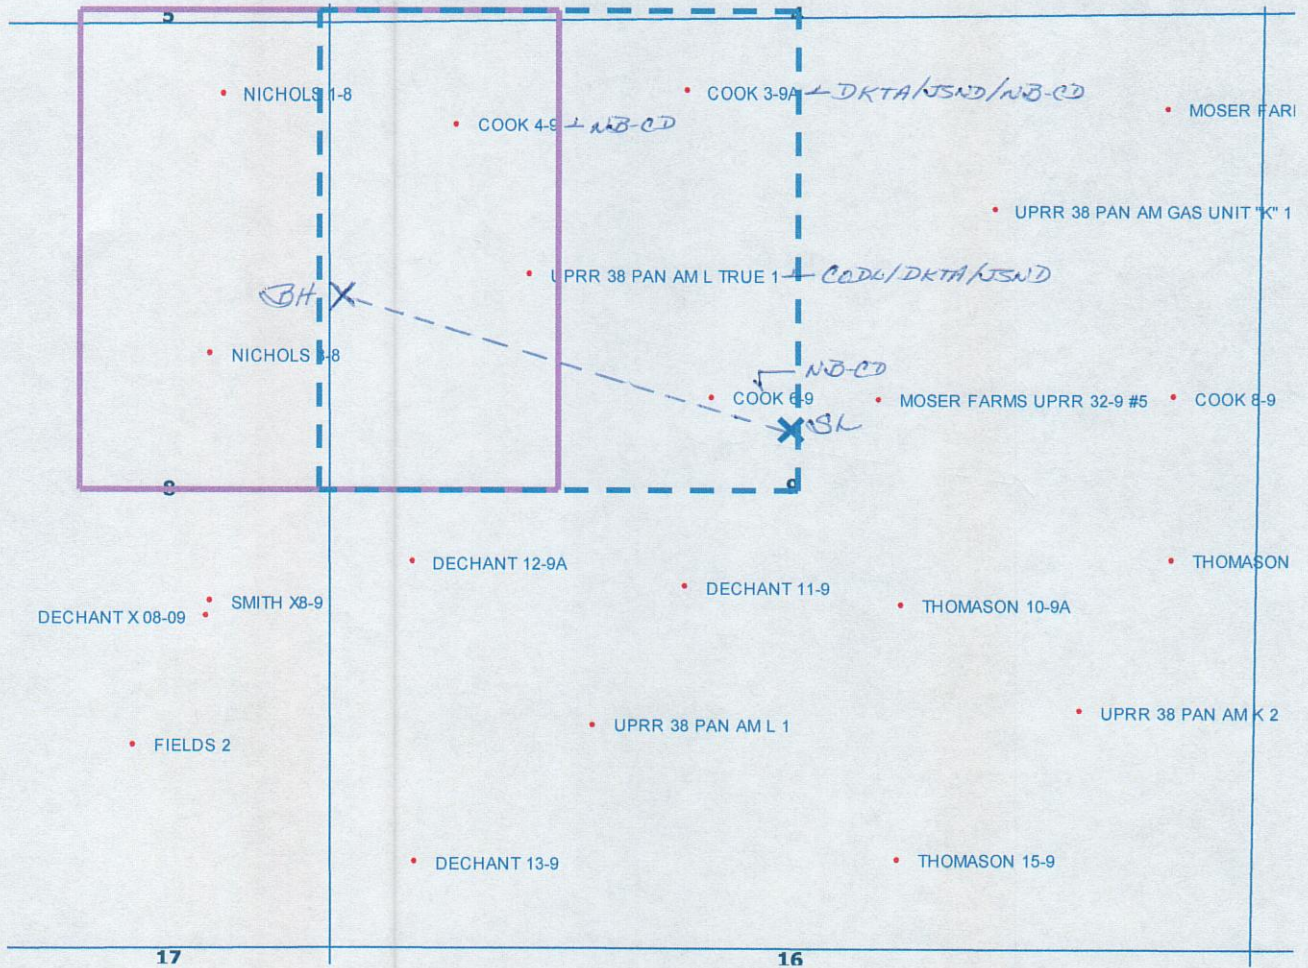 5
4
NICHOLS 1-8
COOK 3-9A
DKTA/JSND/NB-CD
MOSER FARI
COOK 4-9
NB-CD
UPRR 38 PAN AM GAS UNIT "K" 1
UPRR 38 PAN AM L TRUE 1
CODL/DKTA/JSND
BH
NICHOLS 8-8
NB-CD
COOK 6-9
MOSER FARMS UPRR 32-9 #5
COOK 8-9
SL
8
9
DECHANT 12-9A
THOMASON
DECHANT 11-9
SMITH X8-9
THOMASON 10-9A
DECHANT X 08-09
UPRR 38 PAN AM K 2
UPRR 38 PAN AM L 1
FIELDS 2
DECHANT 13-9
THOMASON 15-9
17
16